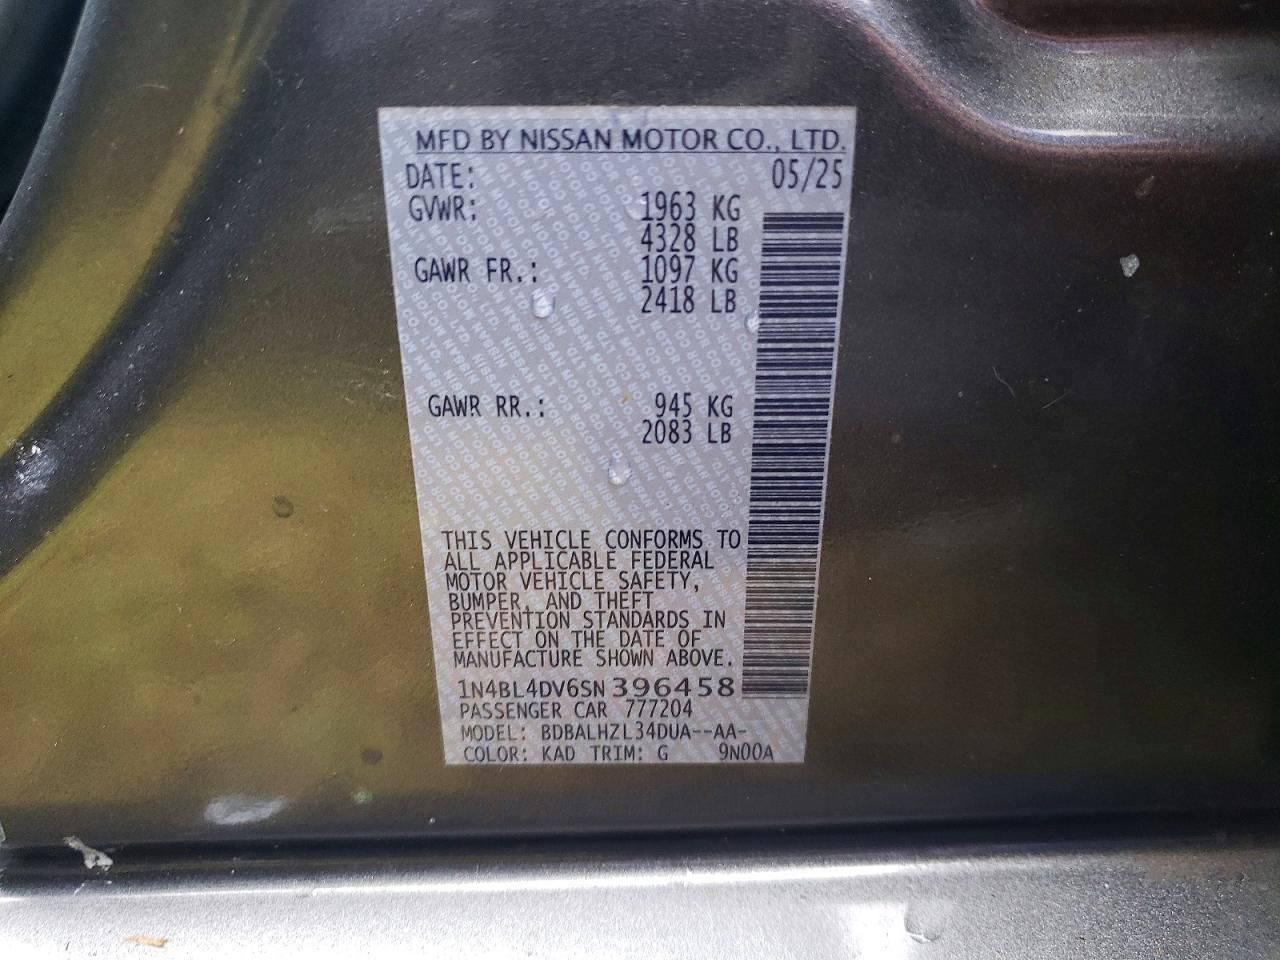 MFD BY NISSAN MOTOR CO., LTD.
DATE: 05/25
GVWR: 1963 KG
4328 LB
GAWR FR.: 1097 KG
2418 LB
GAWR RR.: 945 KG
2083 LB
THIS VEHICLE CONFORMS TO
ALL APPLICABLE FEDERAL
MOTOR VEHICLE SAFETY,
BUMPER, AND THEFT
PREVENTION STANDARDS IN
EFFECT ON THE DATE OF
MANUFACTURE SHOWN ABOVE.
1N4BL4DV6SN396458
PASSENGER CAR 777204
MODEL: BDBALHZL34DUA--AA-
COLOR: KAD TRIM: G 9N00A